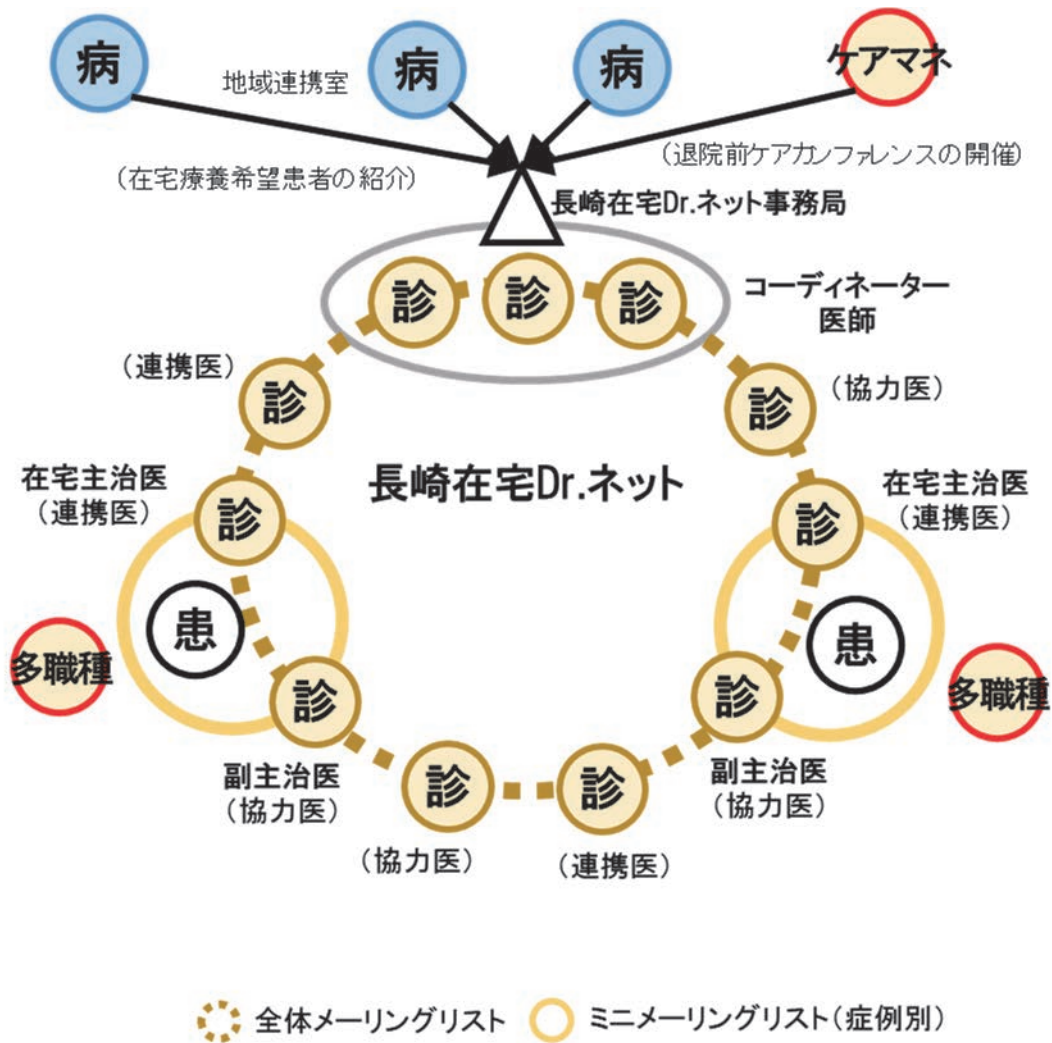 病
病
病
ケアマネ
地域連携室
(在宅療養希望患者の紹介)
(退院前ケアカンファレンスの開催)
長崎在宅Dr.ネット事務局
診
診
診
コーディネーター
医師
(連携医)
診
診
(協力医)
長崎在宅Dr.ネット
在宅主治医
(連携医)
診
診
在宅主治医
(連携医)
患
患
多職種
多職種
診
診
副主治医
(協力医)
副主治医
(協力医)
診
診
(協力医)
(連携医)
全体メーリングリスト
ミニメーリングリスト(症例別)